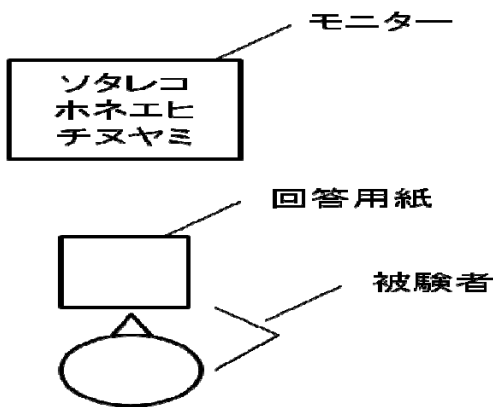 モニター
ソタレコ
ホネエヒ
チヌヤミ
回答用紙
被験者